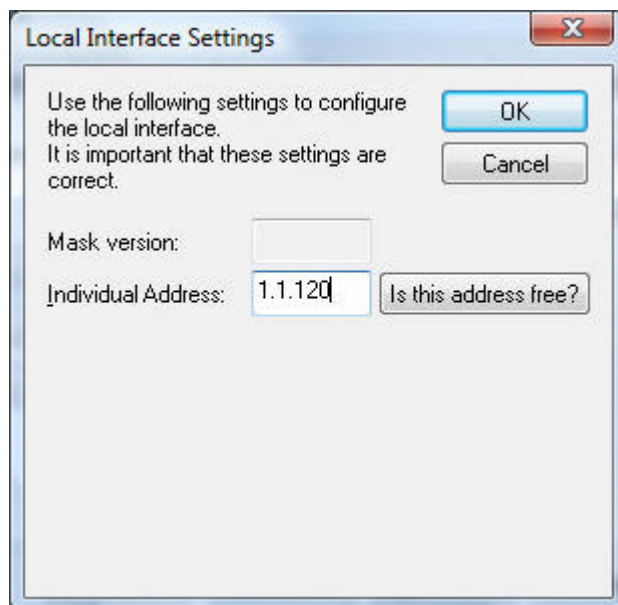 Local Interface Settings
Use the following settings to configure
the local interface.
It is important that these settings are
correct.
OK
Cancel
Mask version:
Individual Address: 1.1.120 Is this address free?